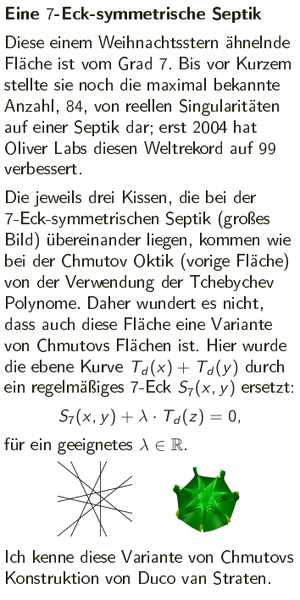 Eine 7-Eck-symmetrische Septik
Diese einem Weihnachtsstern ähnelnde
Fläche ist vom Grad 7. Bis vor Kurzem
stellte sie noch die maximal bekannte
Anzahl, 84, von reellen Singularitäten
auf einer Septik dar; erst 2004 hat
Oliver Labs diesen Weltrekord auf 99
verbessert.
Die jeweils drei Kissen, die bei der
7-Eck-symmetrischen Septik (großes
Bild) übereinander liegen, kommen wie
bei der Chmutov Oktik (vorige Fläche)
von der Verwendung der Tchebychev
Polynome. Daher wundert es nicht,
dass auch diese Fläche eine Variante
von Chmutovs Flächen ist. Hier wurde
die ebene Kurve T_d(x) + T_d(y) durch
ein regelmäßiges 7-Eck S_7(x, y) ersetzt:
S_7(x, y) + λ · T_d(z) = 0,
für ein geeignetes λ ∈ ℝ.
Ich kenne diese Variante von Chmutovs
Konstruktion von Duco van Straten.